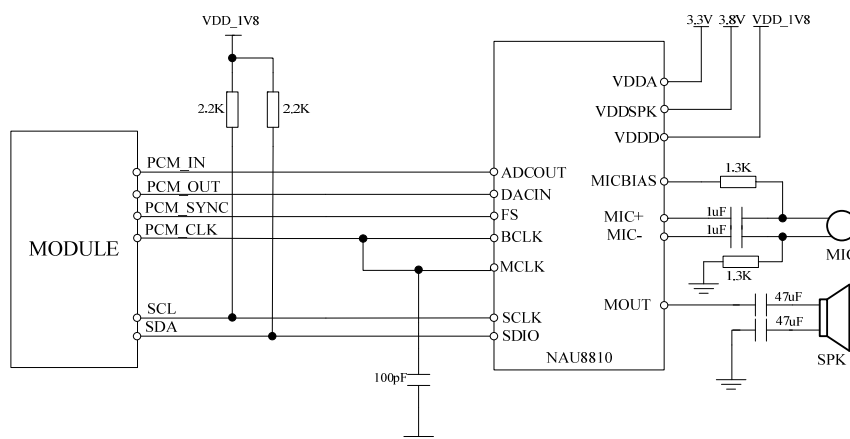 VDD_1V8
3.3V 3.8V VDD_1V8
VDDA
VDDSPK
VDDD
2.2K 2.2K
MODULE
PCM_IN
PCM_OUT
PCM_SYNC
PCM_CLK
SCL
SDA
ADCOUT
DACIN
FS
BCLK
MCLK
SCLK
SDIO
NAU8810
MICBIAS
MIC+
MIC-
MOUT
1.3K
1uF
1uF
1.3K
MIC
47uF
47uF
SPK
100pF